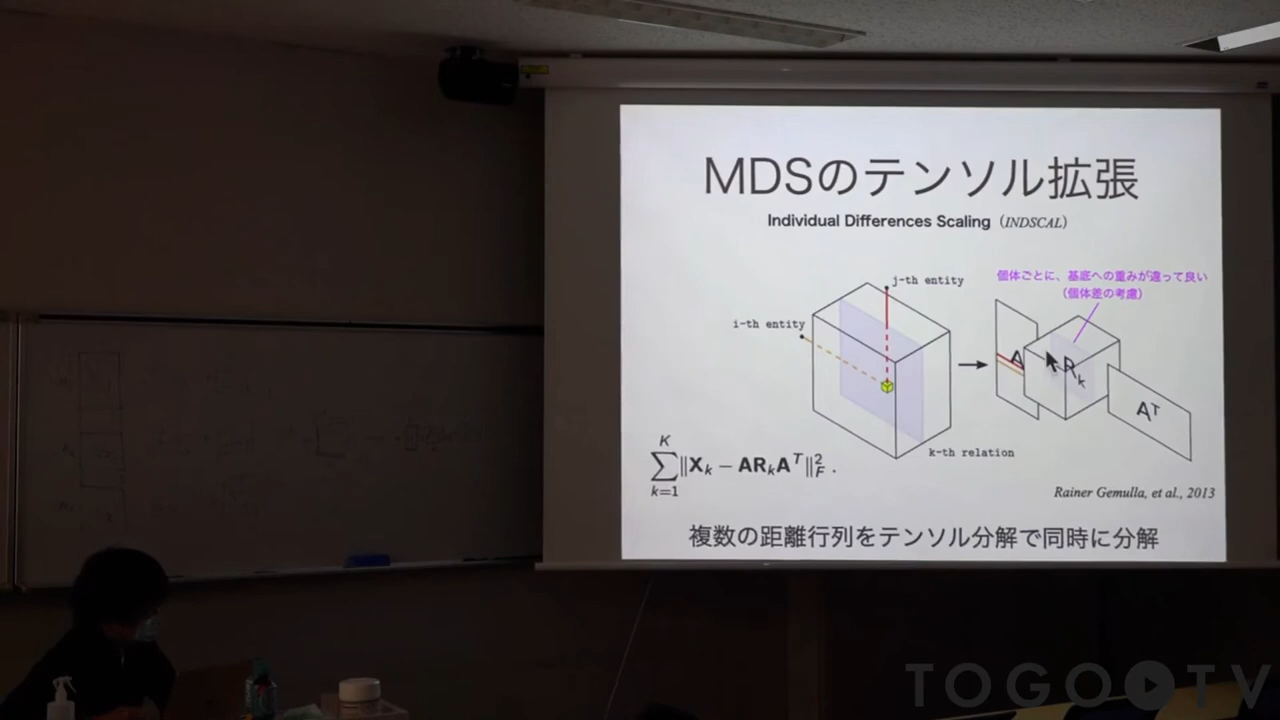 MDSのテンソル拡張
Individual Differences Scaling（INDSCAL）
個体ごとに、基底への重みが違って良い
（個体差の考慮）
j-th entity
i-th entity
A
R_k
A^T
k-th relation
\sum_{k=1}^{K} \|X_k - AR_kA^T\|_F^2 .
Rainer Gemulla, et al., 2013
複数の距離行列をテンソル分解で同時に分解
TOGO TV